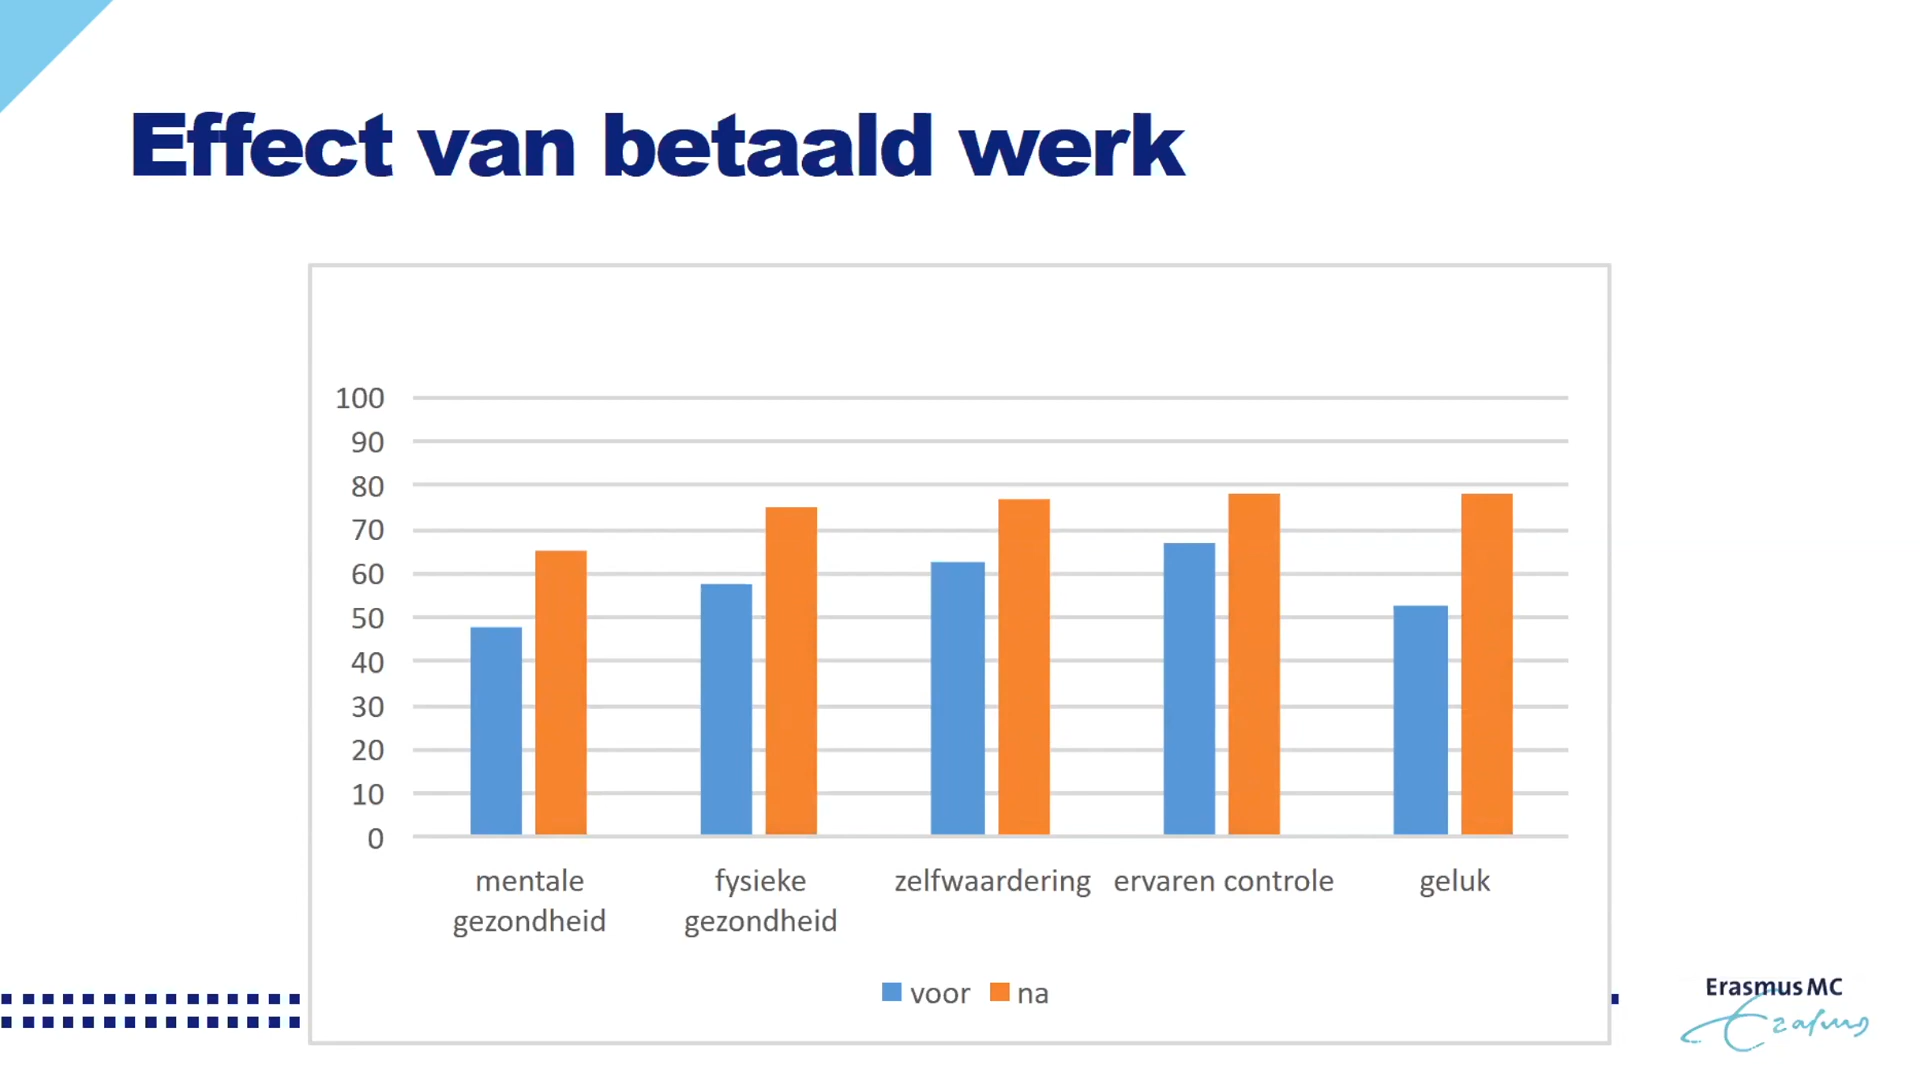 Effect van betaald werk
100
90
80
70
60
50
40
30
20
10
0
mentale gezondheid
fysieke gezondheid
zelfwaardering
ervaren controle
geluk
voor
na
Erasmus MC
Erasmus